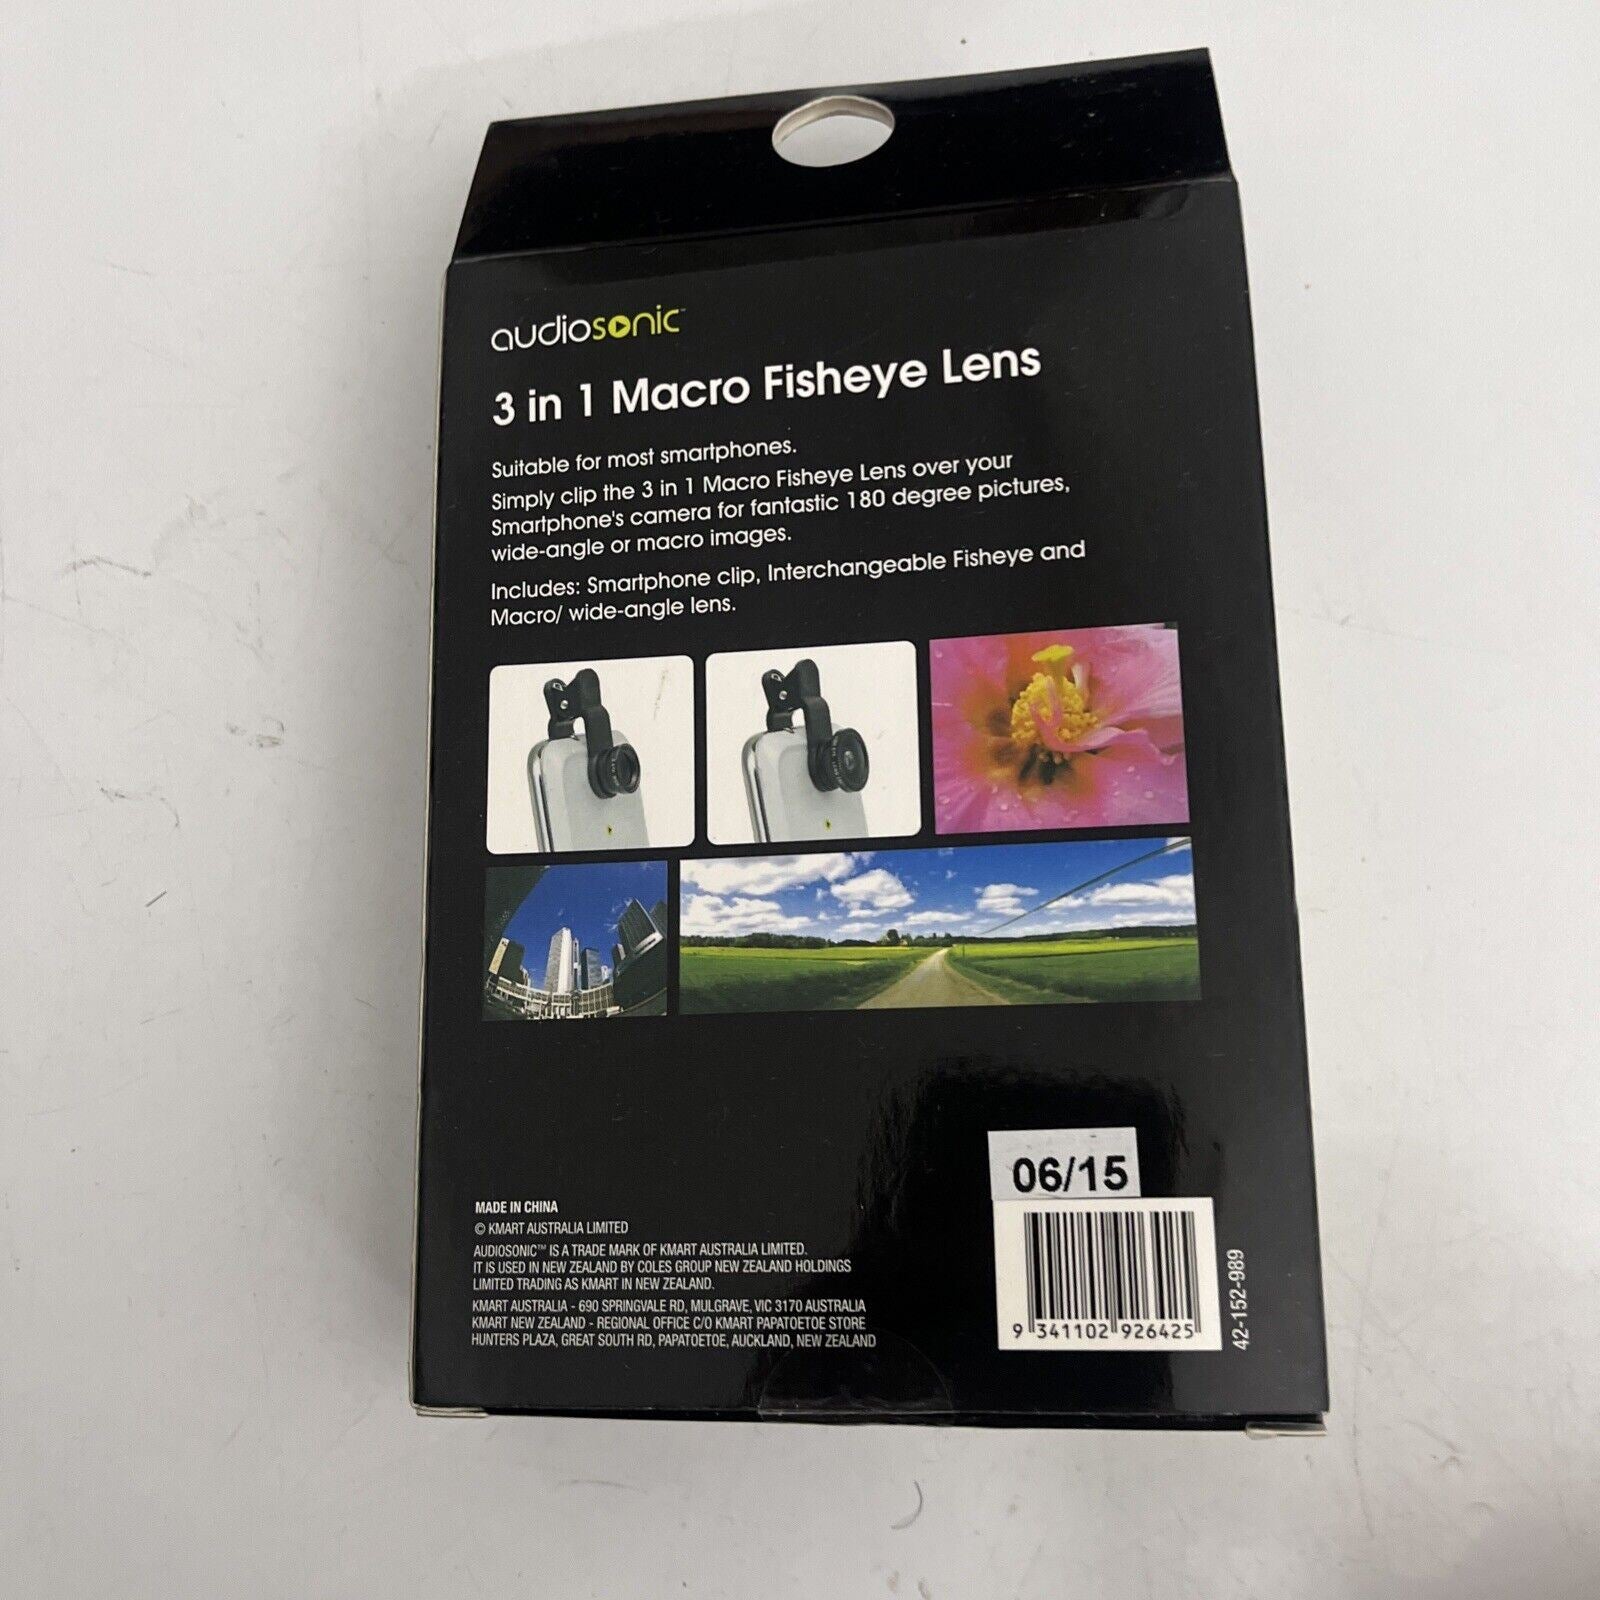 audiosonic™
3 in 1 Macro Fisheye Lens
Suitable for most smartphones.
Simply clip the 3 in 1 Macro Fisheye Lens over your
Smartphone's camera for fantastic 180 degree pictures,
wide-angle or macro images.
Includes: Smartphone clip, Interchangeable Fisheye and
Macro/ wide-angle lens.
MADE IN CHINA
© KMART AUSTRALIA LIMITED
AUDIOSONIC™ IS A TRADE MARK OF KMART AUSTRALIA LIMITED.
IT IS USED IN NEW ZEALAND BY COLES GROUP NEW ZEALAND HOLDINGS
LIMITED TRADING AS KMART IN NEW ZEALAND.
KMART AUSTRALIA - 690 SPRINGVALE RD, MULGRAVE, VIC 3170 AUSTRALIA
KMART NEW ZEALAND - REGIONAL OFFICE C/O KMART PAPATOETOE STORE
HUNTERS PLAZA, GREAT SOUTH RD, PAPATOETOE, AUCKLAND, NEW ZEALAND
06/15
9 341102 926425
42-152-989